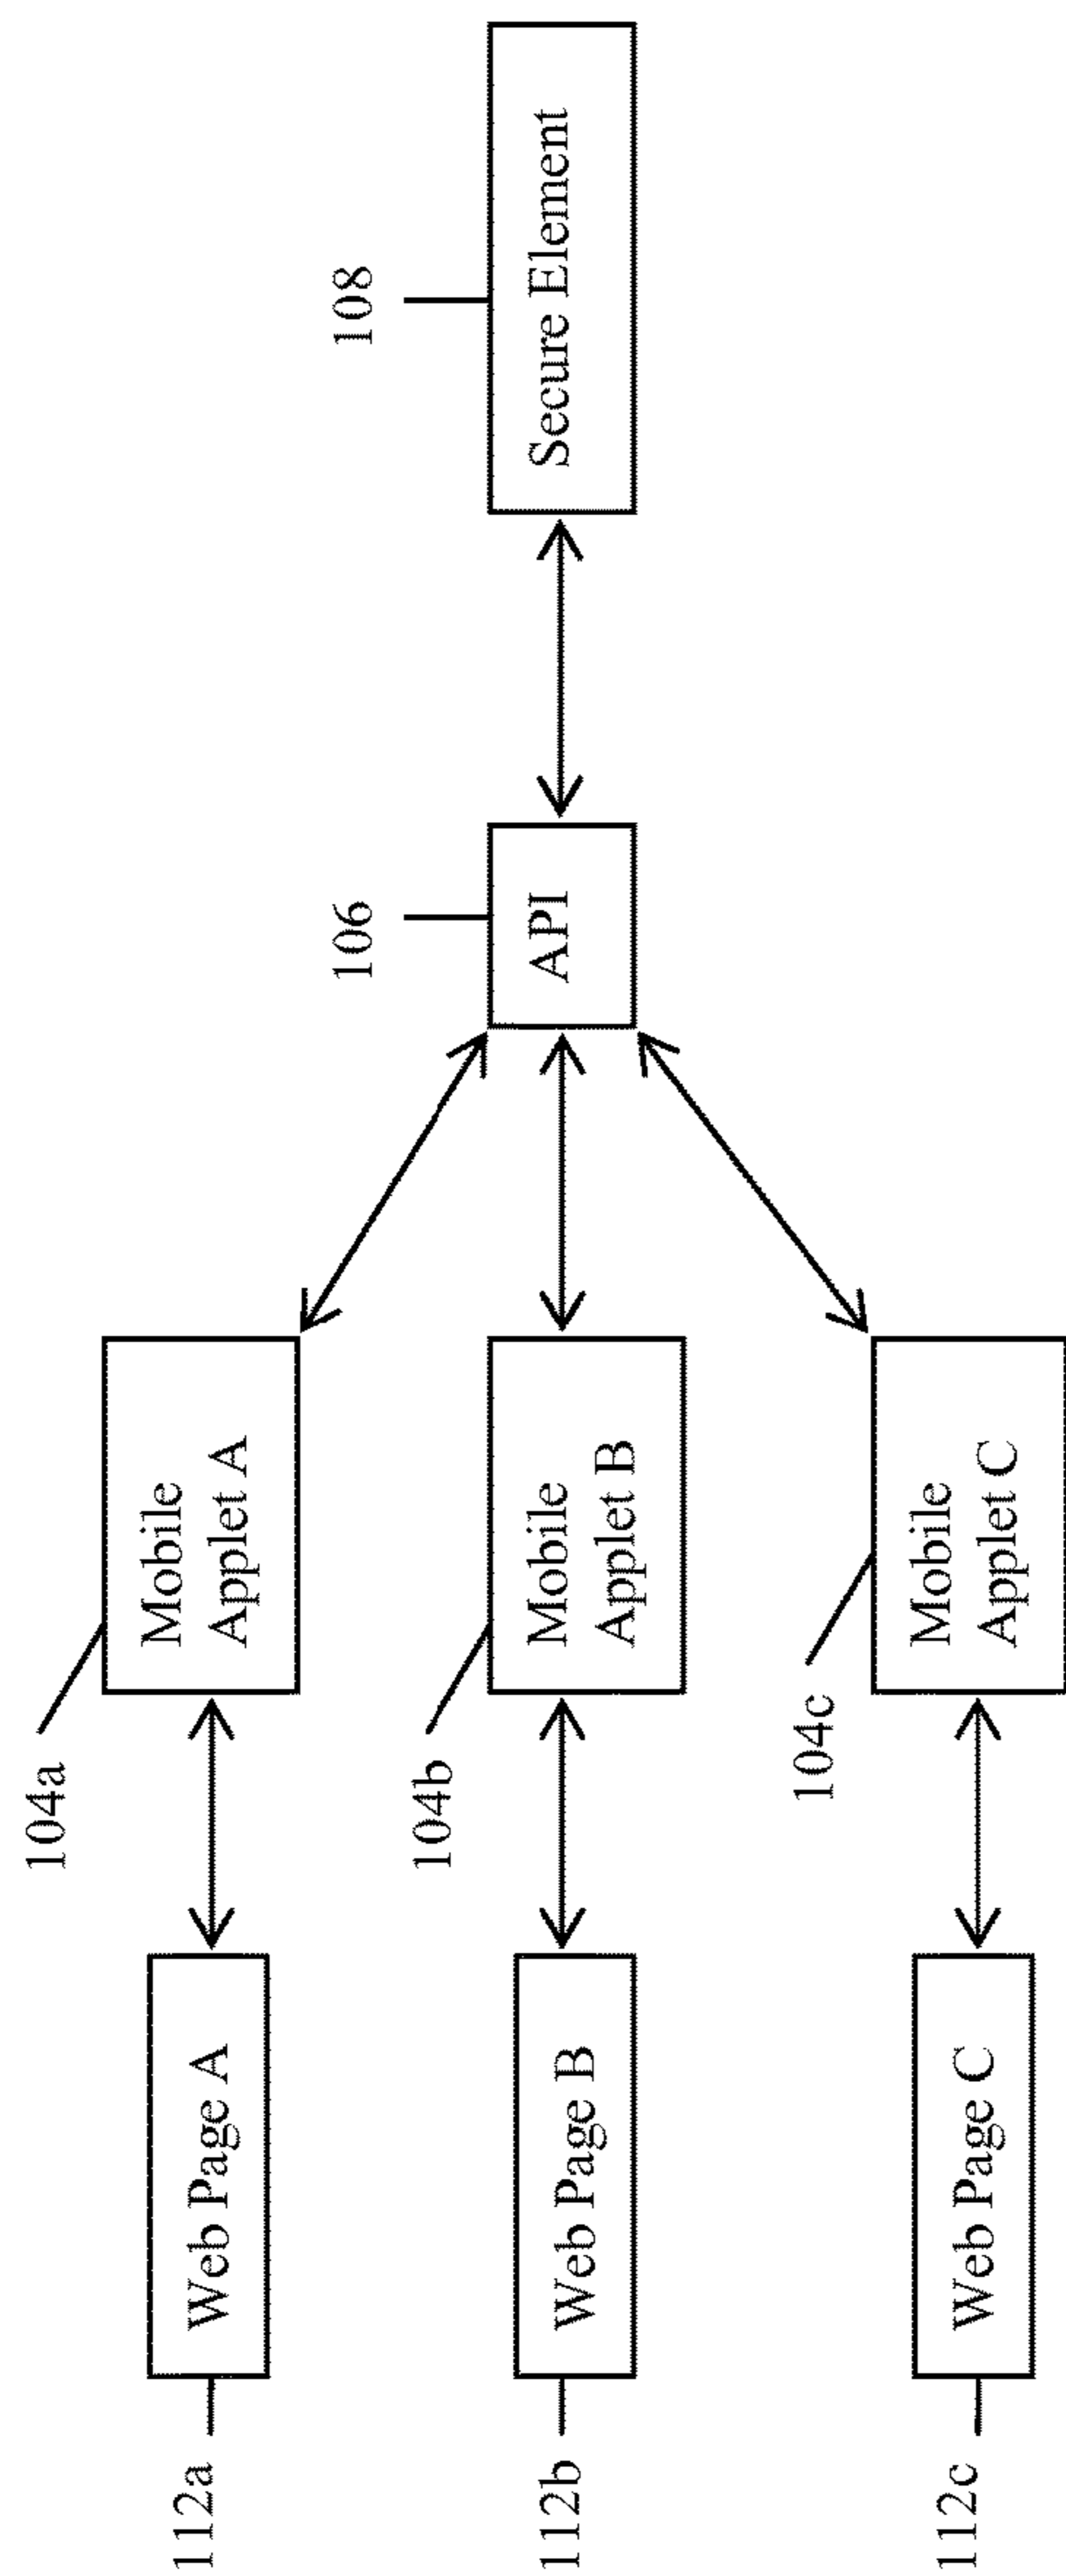 104a
112a
Web Page A
Mobile
Applet A
104b
112b
Web Page B
Mobile
Applet B
106
API
108
Secure Element
104c
112c
Web Page C
Mobile
Applet C